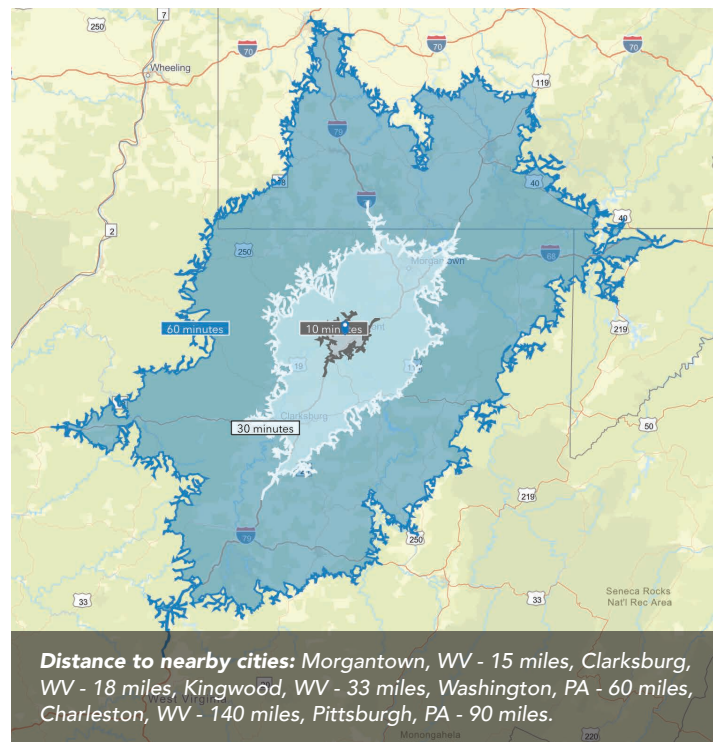 7
250
70
70
70
Wheeling
119
79
40
40
2
250
Morgantown
68
219
60 minutes
10 minutes
19
Clarksburg
30 minutes
50
219
79
250
33
33
Seneca Rocks
Nat'l Rec Area
Distance to nearby cities: Morgantown, WV - 15 miles, Clarksburg,
WV - 18 miles, Kingwood, WV - 33 miles, Washington, PA - 60 miles,
Charleston, WV - 140 miles, Pittsburgh, PA - 90 miles.
West Virginia
Monongahela
220